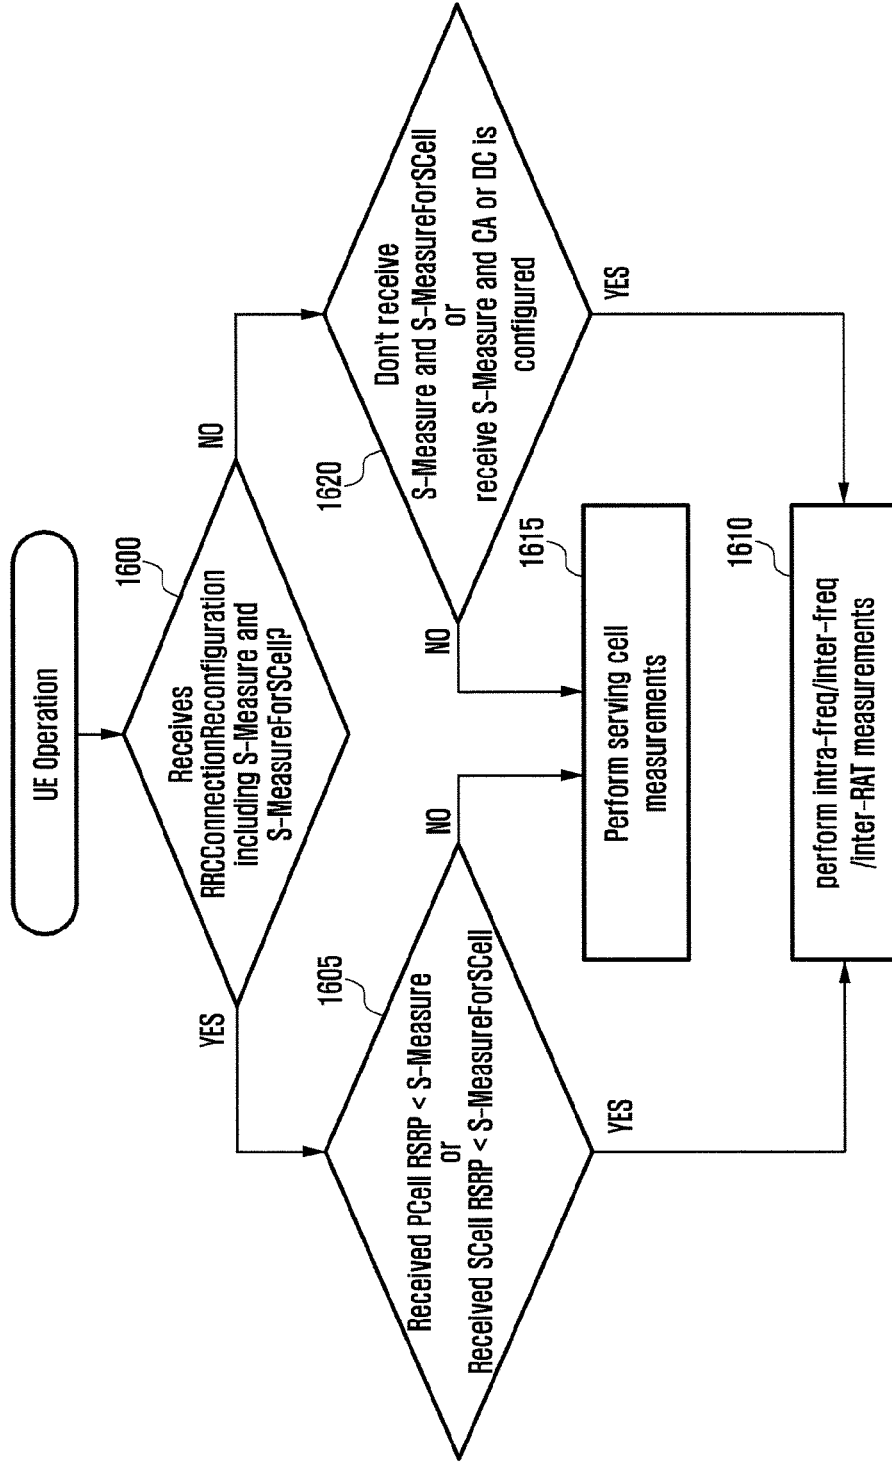 UE Operation
1600
Receives
RRCConnectionReconfiguration
including S-Measure and
S-MeasureForSCell?
YES
NO
1605
Received PCell RSRP < S-Measure
or
Received SCell RSRP < S-MeasureForSCell
NO
YES
1620
Don't receive
S-Measure and S-MeasureForSCell
or
receive S-Measure and CA or DC is
configured
NO
YES
1615
Perform serving cell
measurements
1610
perform intra-freq/inter-freq
/inter-RAT measurements